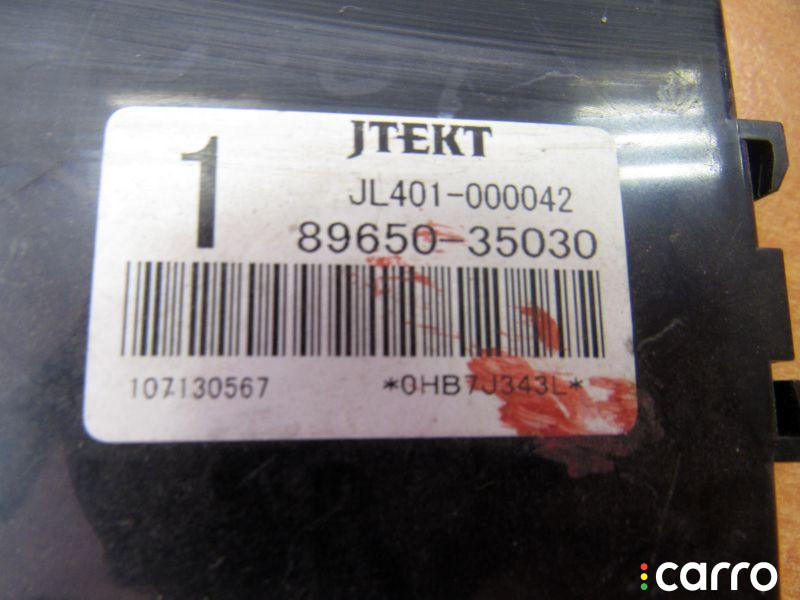 JTEKT
1
JL401-000042
89650-35030
107130567 *0HB7J343L*
carro